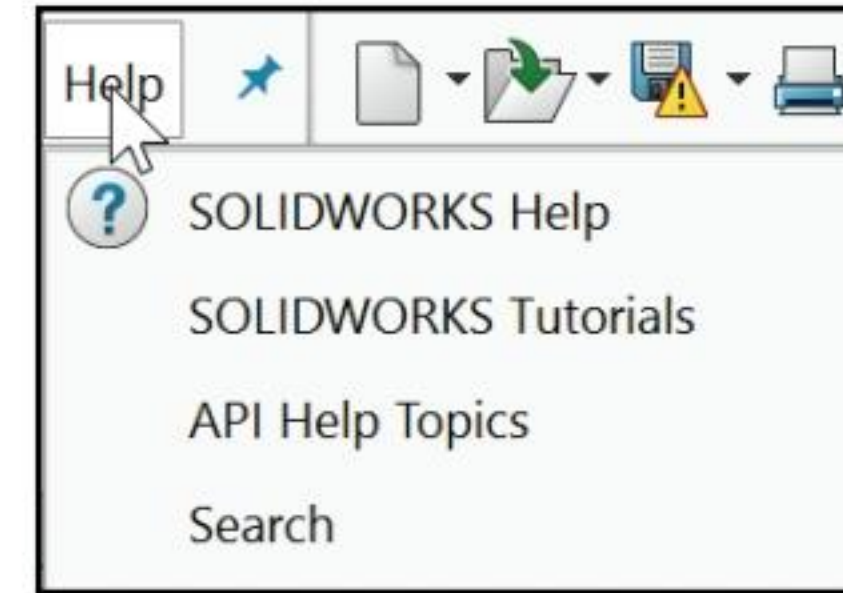 Help
?
SOLIDWORKS Help
SOLIDWORKS Tutorials
API Help Topics
Search